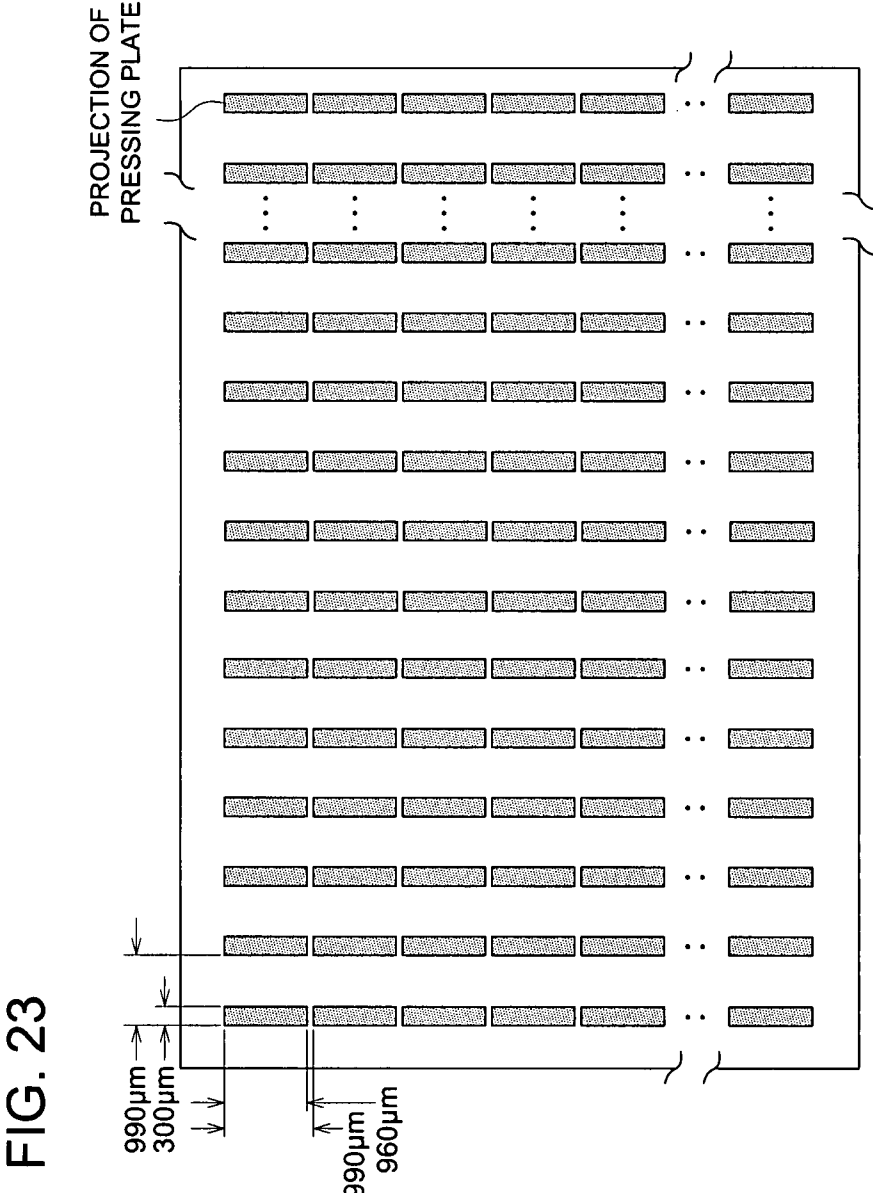 FIG. 23
PROJECTION OF
PRESSING PLATE
990µm
300µm
990µm
960µm